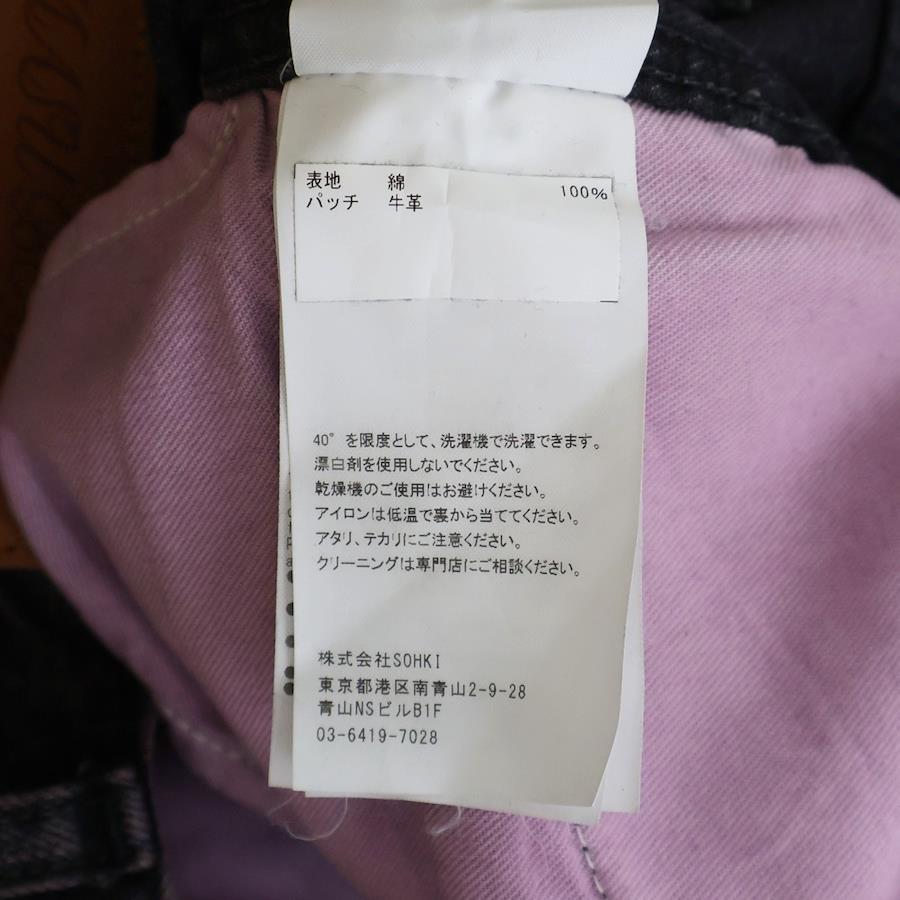 表地 綿 100%
パッチ 牛革
40°を限度として、洗濯機で洗濯できます。
漂白剤を使用しないでください。
乾燥機のご使用はお避けください。
アイロンは低温で裏から当ててください。
アタリ、テカリにご注意ください。
クリーニングは専門店にご相談ください。
株式会社SOHKI
東京都港区南青山2-9-28
青山NSビルB1F
03-6419-7028